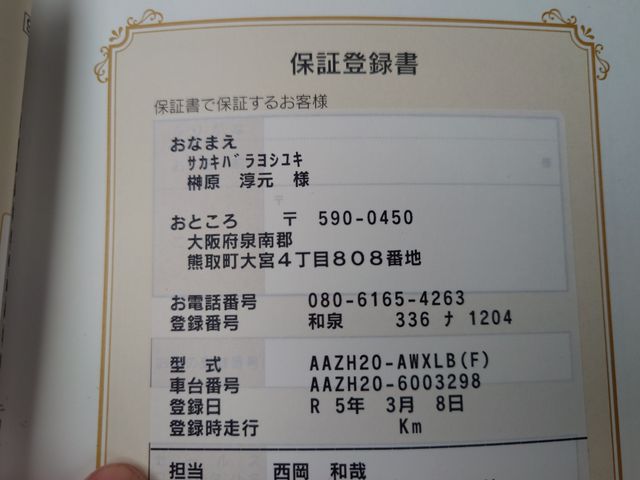 保証登録書
保証書で保証するお客様
おなまえ
ｻｶｷﾊﾞﾗﾖｼﾕｷ
榊原 淳元 様
おところ 〒 590-0450
大阪府泉南郡
熊取町大宮４丁目８０８番地
お電話番号 080-6165-4263
登録番号 和泉 336 ﾅ 1204
型 式 AAZH20-AWXLB(F)
車台番号 AAZH20-6003298
登録日 R 5年 3月 8日
登録時走行 Km
担当 西岡 和哉